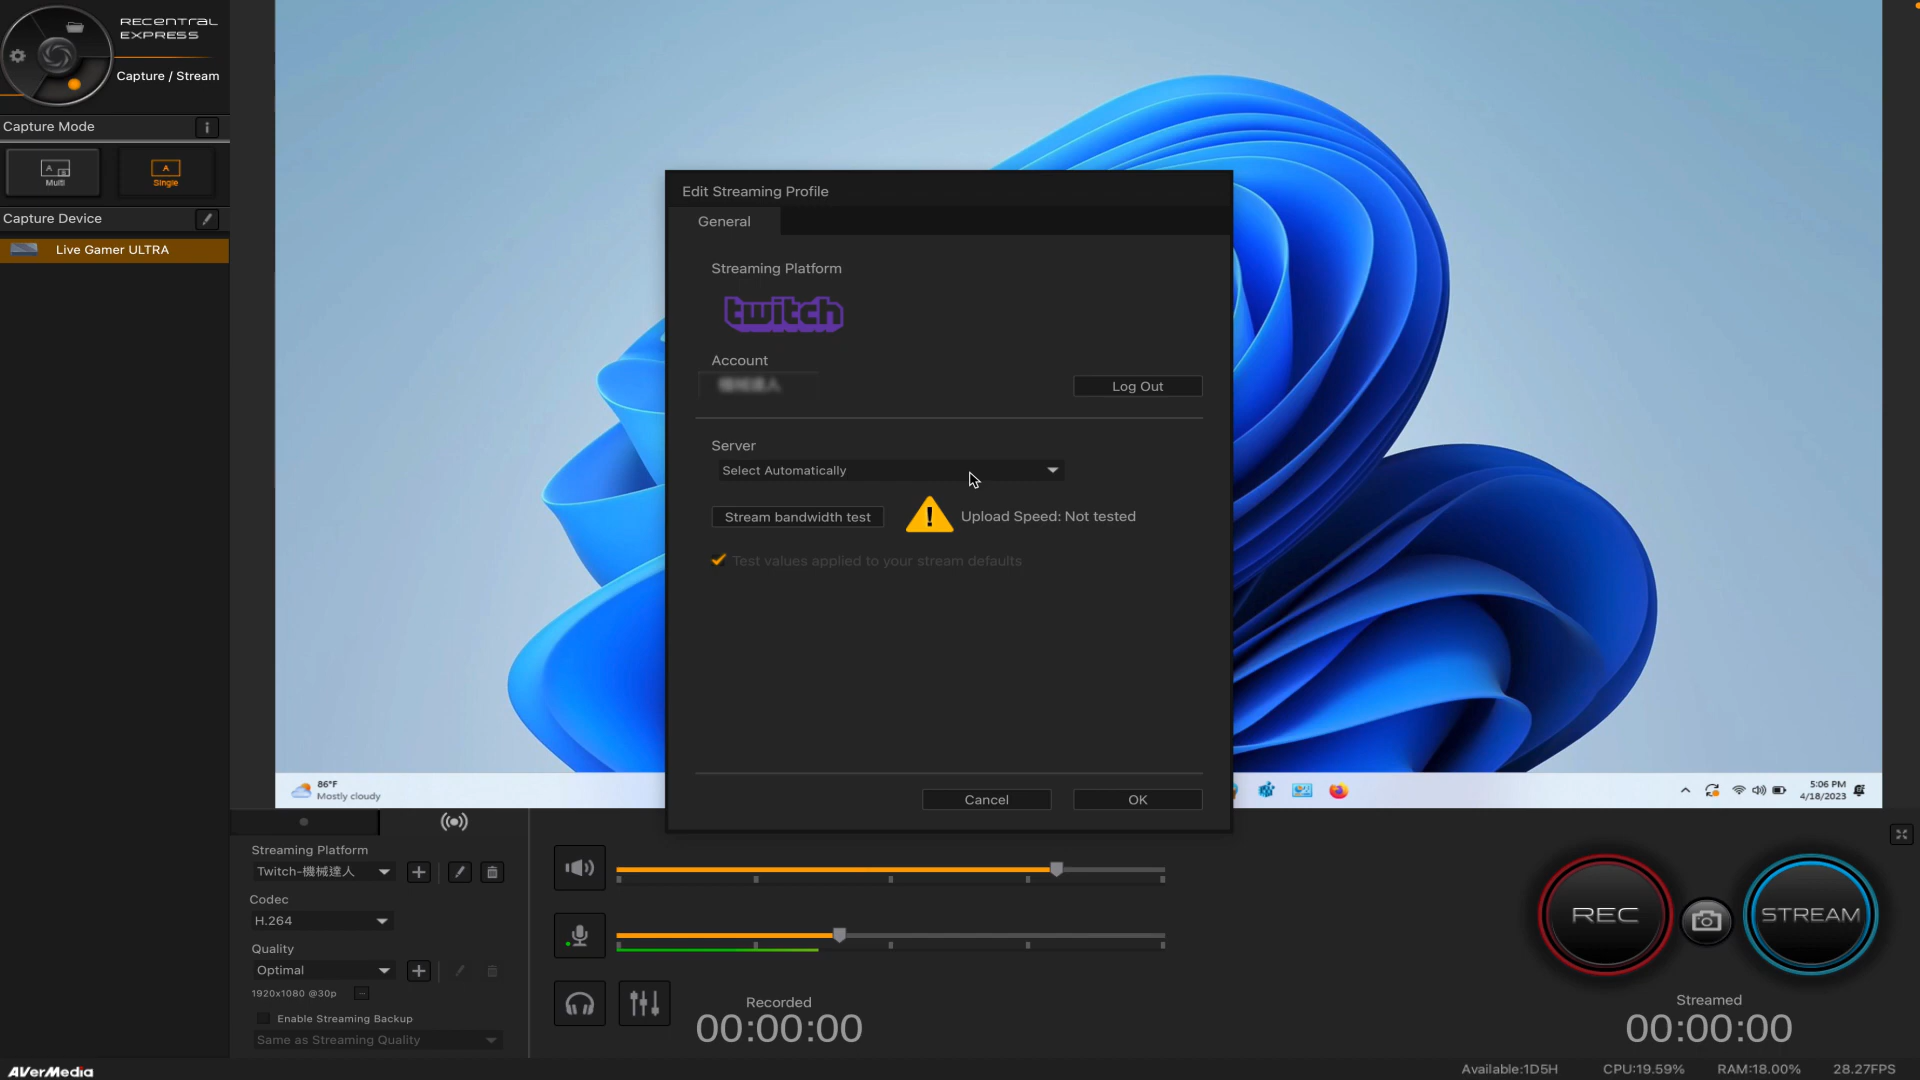 RECENTRAL
EXPRESS
Capture / Stream
Capture Mode
i
A
Multi
A
Single
Capture Device
Live Gamer ULTRA
Edit Streaming Profile
General
Streaming Platform
twitch
Account
Log Out
Server
Select Automatically
Stream bandwidth test
! Upload Speed: Not tested
Test values applied to your stream defaults
Cancel
OK
86°F
Mostly cloudy
5:06 PM
4/18/2023
Streaming Platform
Twitch-機械達人
Codec
H.264
Quality
Optimal
1920x1080 @30p
...
Enable Streaming Backup
Same as Streaming Quality
Recorded
00:00:00
REC
STREAM
Streamed
00:00:00
AVerMedia
Available:1D5H
CPU:19.59%
RAM:18.00%
28.27FPS